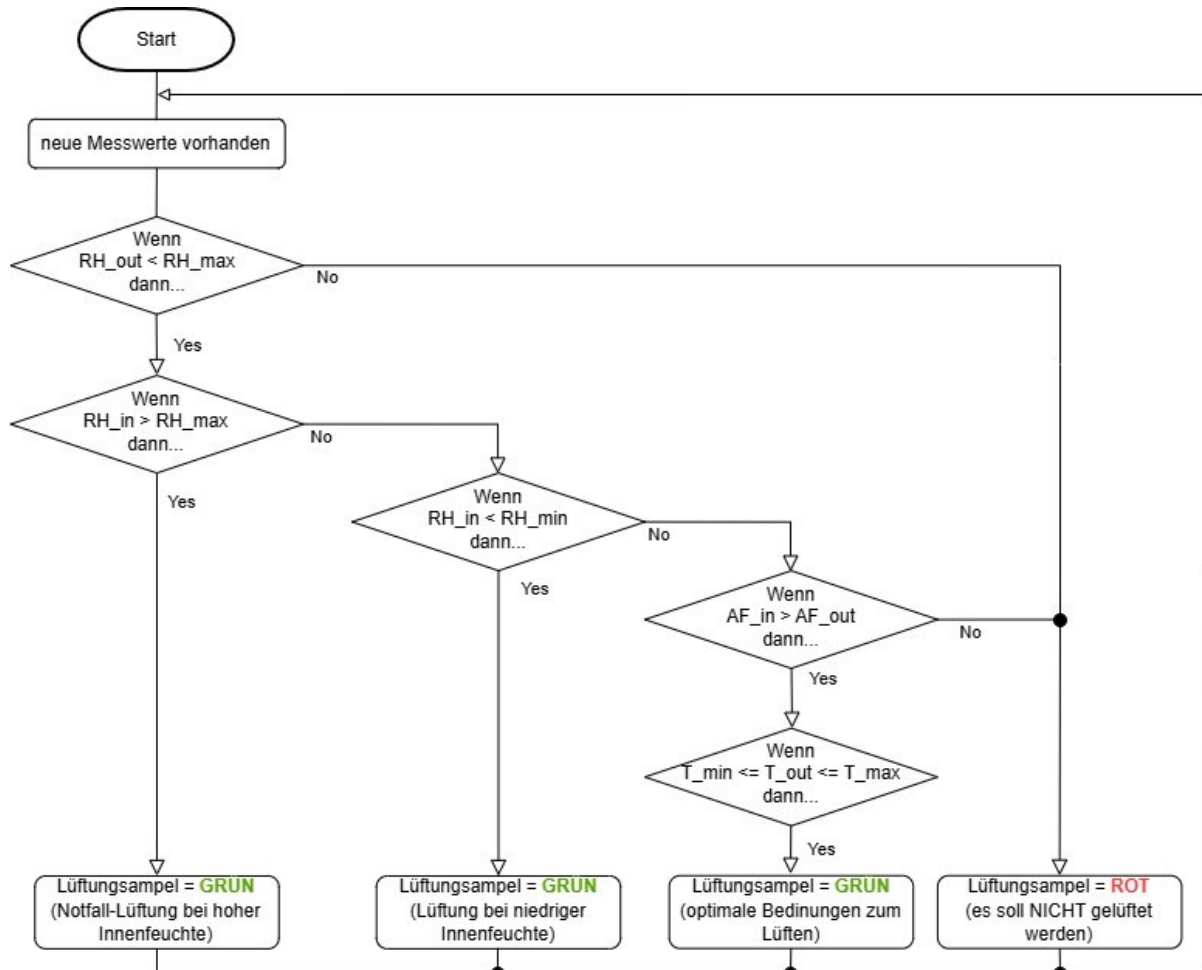 Start
neue Messwerte vorhanden
Wenn
RH_out < RH_max
dann...
No
Yes
Wenn
RH_in > RH_max
dann...
No
Yes
Wenn
RH_in < RH_min
dann...
No
Yes
Wenn
AF_in > AF_out
dann...
No
Yes
Wenn
T_min <= T_out <= T_max
dann...
Yes
Lüftungsampel = GRÜN
(Notfall-Lüftung bei hoher
Innenfeuchte)
Lüftungsampel = GRÜN
(Lüftung bei niedriger
Innenfeuchte)
Lüftungsampel = GRÜN
(optimale Bedinungen zum
Lüften)
Lüftungsampel = ROT
(es soll NICHT gelüftet
werden)